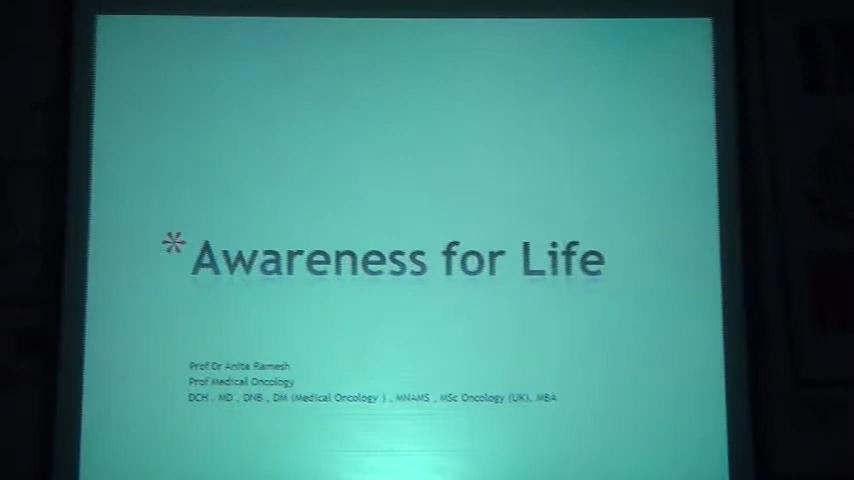 * Awareness for Life
Prof Dr Anita Ramesh
Prof Medical Oncology
DCH , MD , DNB , DM (Medical Oncology ) , MNAMS , MSc Oncology (UK), MBA